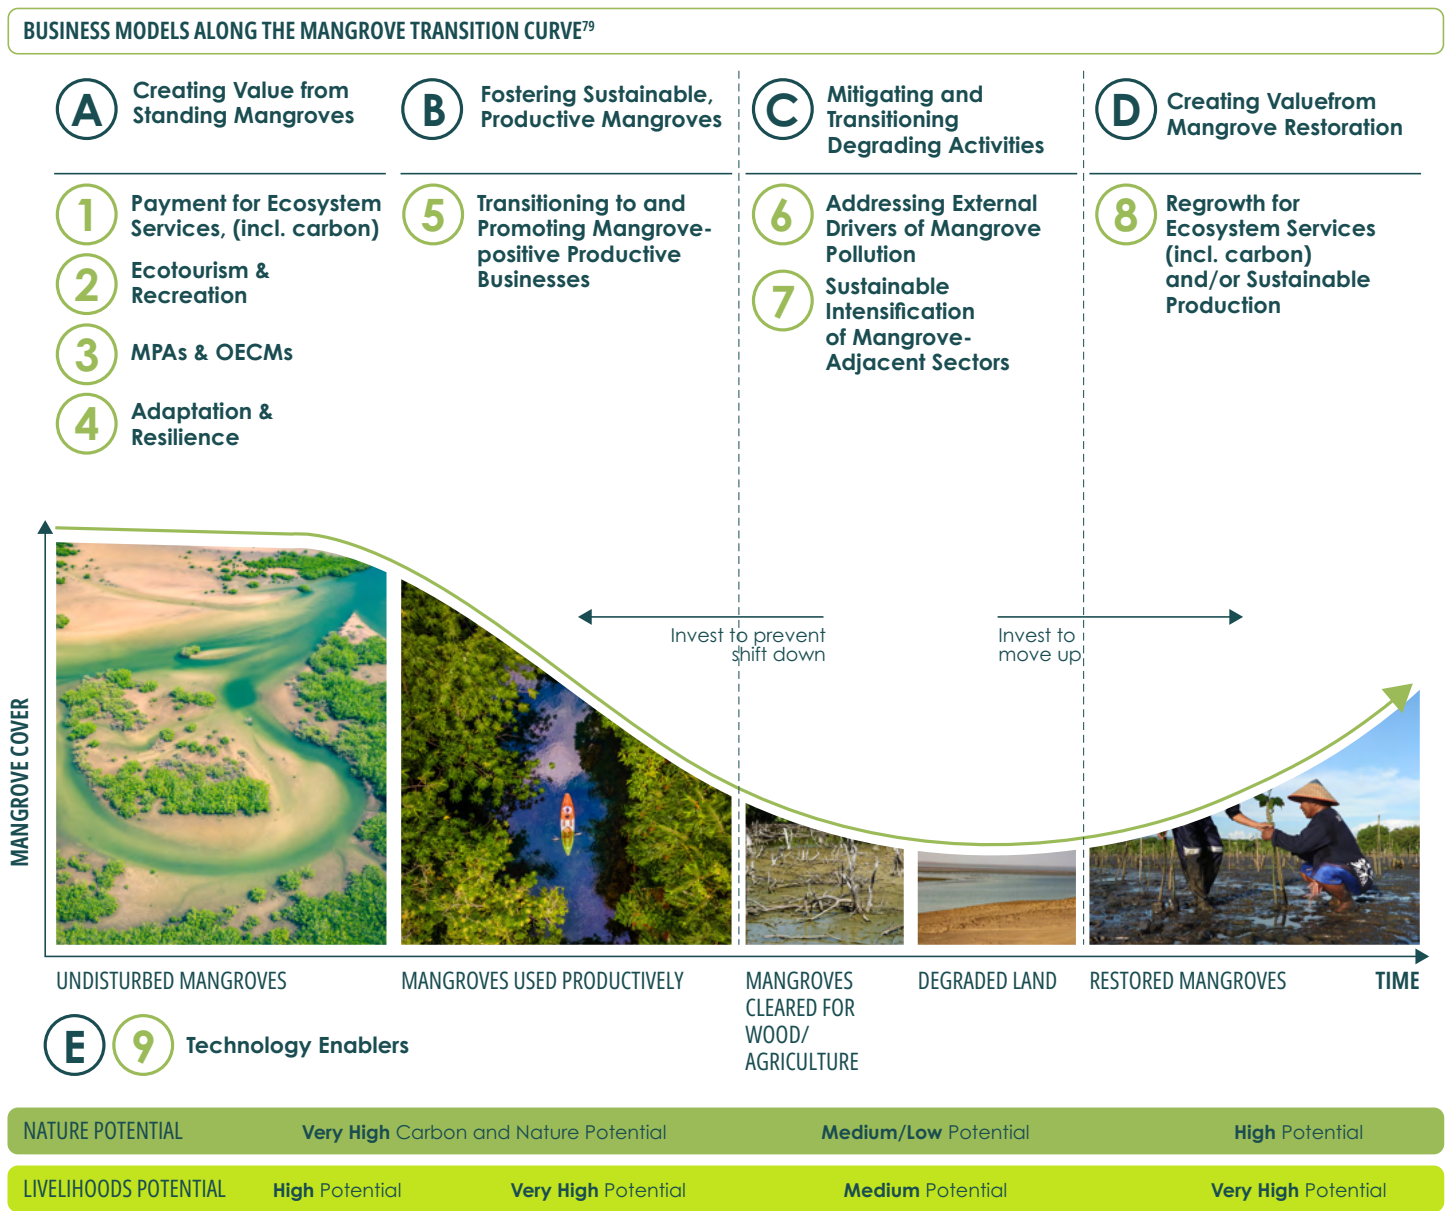 BUSINESS MODELS ALONG THE MANGROVE TRANSITION CURVE79
A
Creating Value from
Standing Mangroves
1
Payment for Ecosystem
Services, (incl. carbon)
2
Ecotourism &
Recreation
3
MPAs & OECMs
4
Adaptation &
Resilience
B
Fostering Sustainable,
Productive Mangroves
5
Transitioning to and
Promoting Mangrove-
positive Productive
Businesses
C
Mitigating and
Transitioning
Degrading Activities
6
Addressing External
Drivers of Mangrove
Pollution
7
Sustainable
Intensification
of Mangrove-
Adjacent Sectors
D
Creating Valuefrom
Mangrove Restoration
8
Regrowth for
Ecosystem Services
(incl. carbon)
and/or Sustainable
Production
Invest to prevent
shift down
Invest to
move up
MANGROVE COVER
UNDISTURBED MANGROVES
MANGROVES USED PRODUCTIVELY
MANGROVES
CLEARED FOR
WOOD/
AGRICULTURE
DEGRADED LAND
RESTORED MANGROVES
TIME
E 9 Technology Enablers
NATURE POTENTIAL Very High Carbon and Nature Potential Medium/Low Potential High Potential
LIVELIHOODS POTENTIAL High Potential Very High Potential Medium Potential Very High Potential